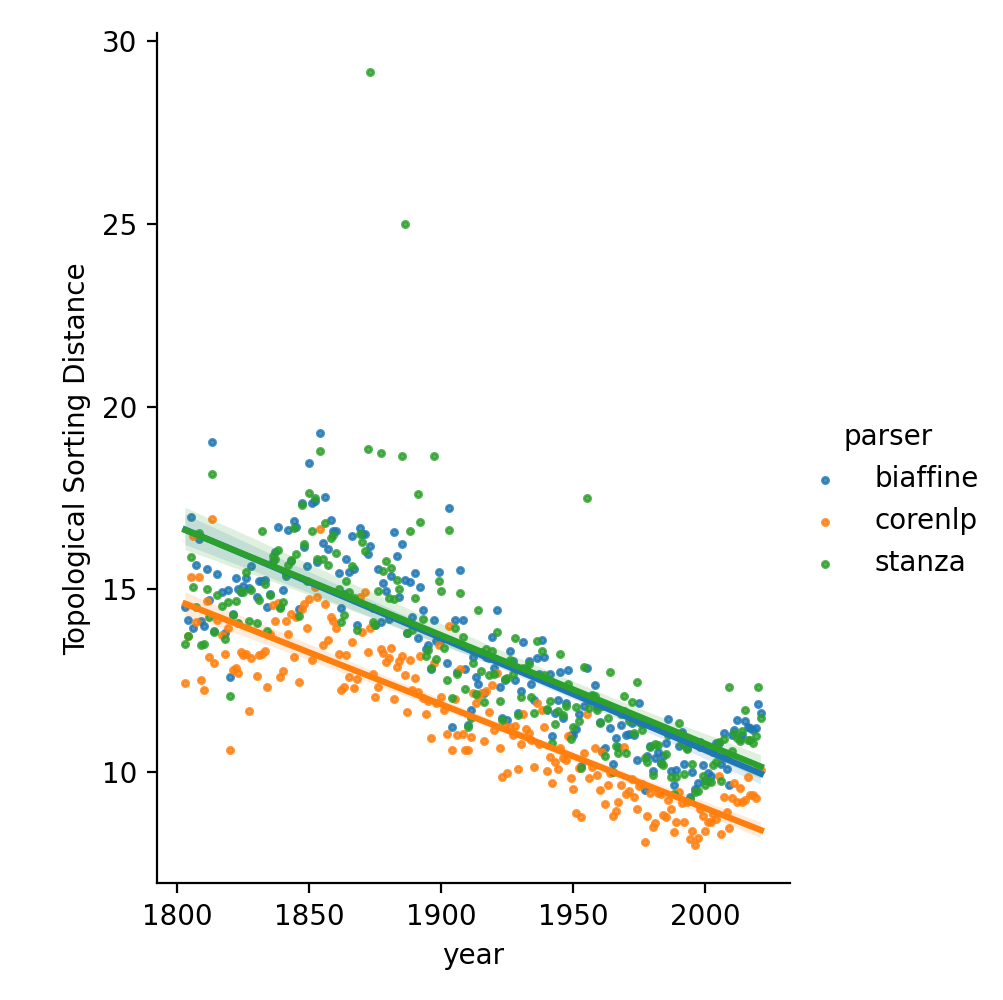 30
25
20
15
10
Topological Sorting Distance
1800 1850 1900 1950 2000
year
parser
biaffine
corenlp
stanza